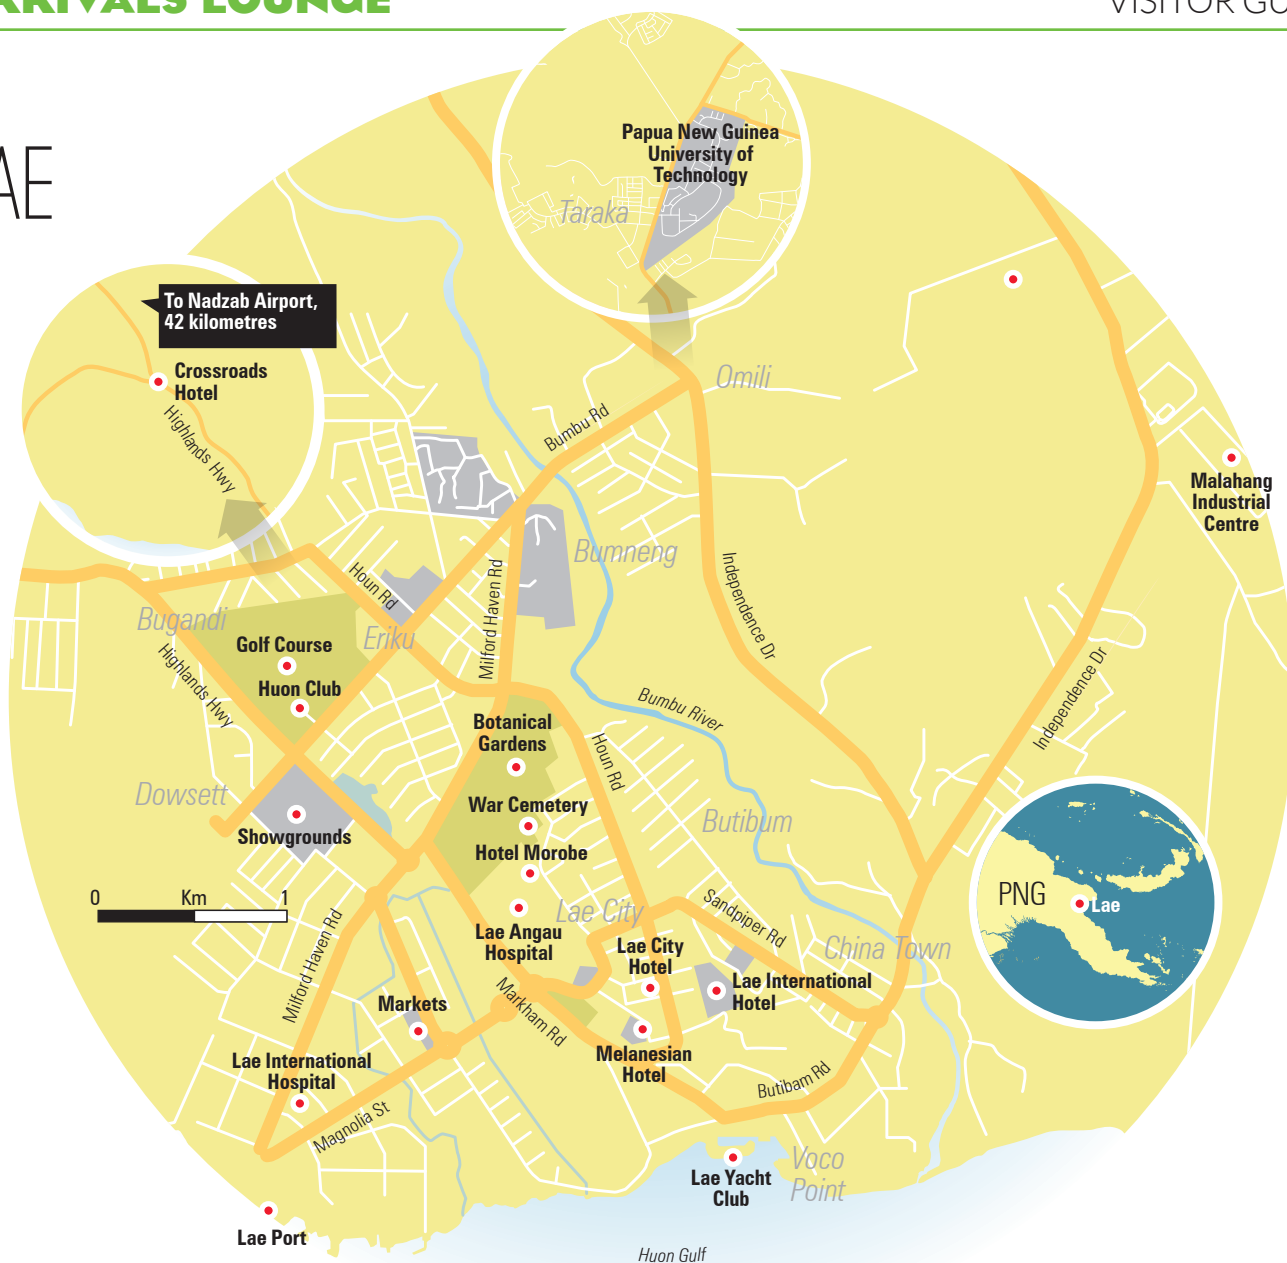 ARRIVALS LOUNGE
VISITOR GU
AE
Papua New Guinea
University of
Technology
Taraka
To Nadzab Airport,
42 kilometres
Crossroads
Hotel
Highlands Hwy
Omili
Bumbu Rd
Malahang
Industrial
Centre
Bumneng
Houn Rd
Milford Haven Rd
Independence Dr
Bugandi
Eriku
Golf Course
Huon Club
Highlands Hwy
Bumbu River
Independence Dr
Botanical
Gardens
Houn Rd
Dowsett
War Cemetery
Butibum
Showgrounds
Hotel Morobe
0 Km 1
PNG
Lae
Lae City
Sandpiper Rd
Lae Angau
Hospital
Lae City
Hotel
China Town
Milford Haven Rd
Lae International
Hotel
Markets
Markham Rd
Melanesian
Hotel
Lae International
Hospital
Butibam Rd
Magnolia St
Voco
Point
Lae Yacht
Club
Lae Port
Huon Gulf